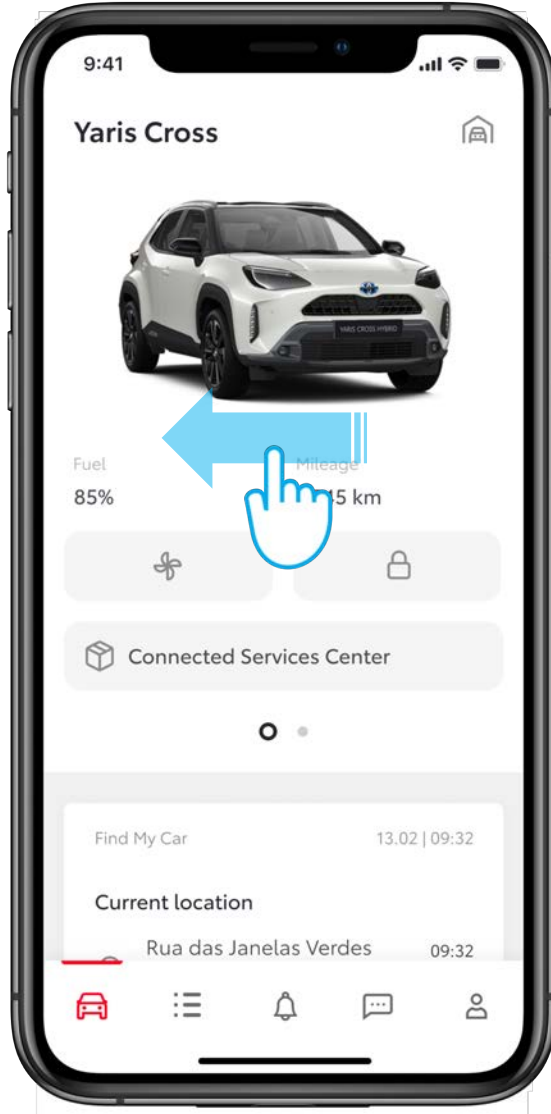 9:41
Yaris Cross
YARIS CROSS HYBRID
Fuel
Mileage
85%
km
Connected Services Center
Find My Car
13.02 | 09:32
Current location
Rua das Janelas Verdes
09:32